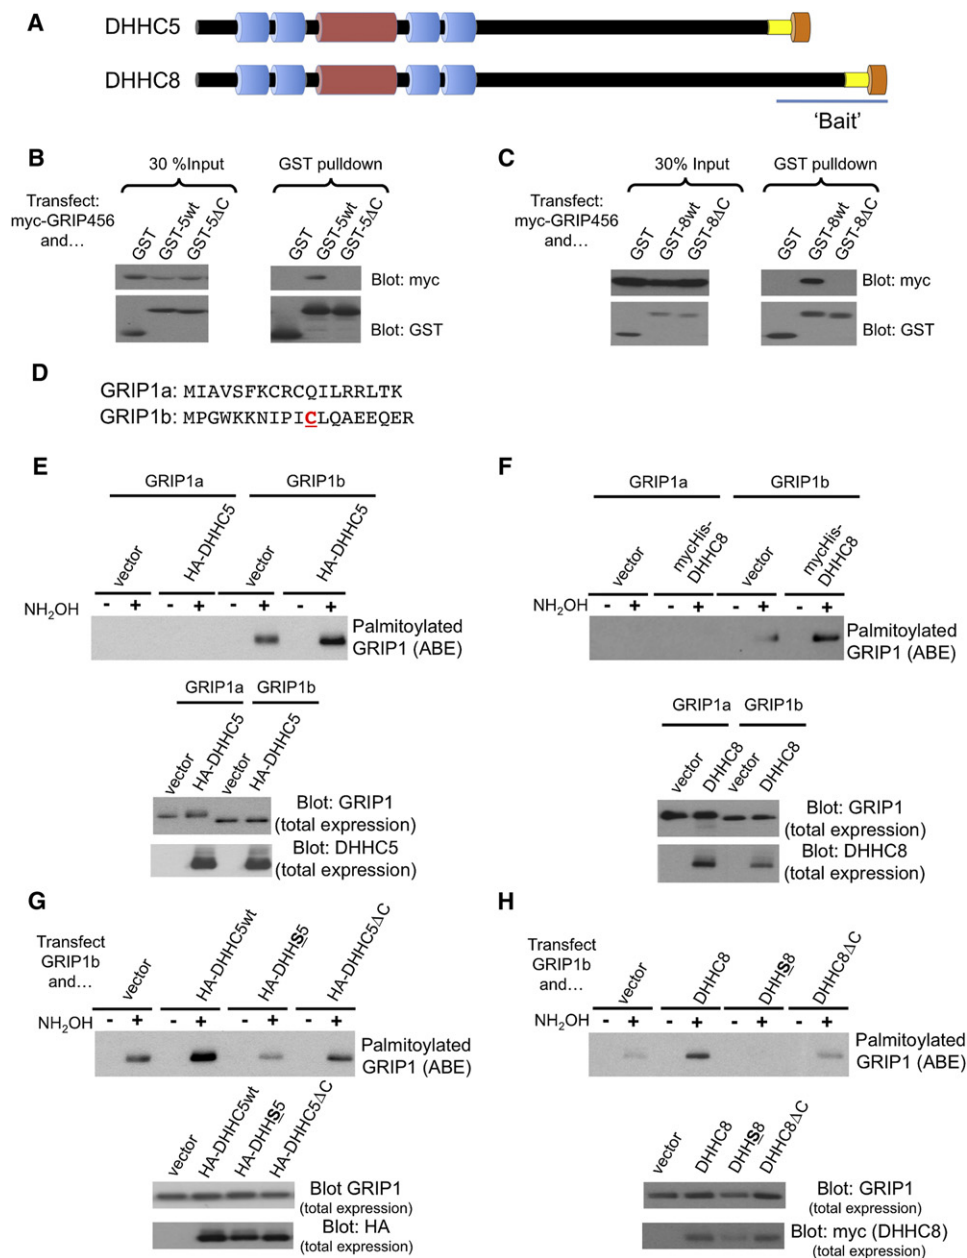 A
DHHC5
DHHC8
'Bait'
B
30 %Input
GST pulldown
Transfect:
myc-GRIP456
and...
GST
GST-5wt
GST-5ΔC
GST
GST-5wt
GST-5ΔC
Blot: myc
Blot: GST
C
30% Input
GST pulldown
Transfect:
myc-GRIP456
and...
GST
GST-8wt
GST-8ΔC
GST
GST-8wt
GST-8ΔC
Blot: myc
Blot: GST
D
GRIP1a: MIAVSFKCRCQILRRLTK
GRIP1b: MPGWKKNIPICLQAEEQER
E
GRIP1a
GRIP1b
vector
HA-DHHC5
vector
HA-DHHC5
NH2OH
- + - + - + - +
Palmitoylated
GRIP1 (ABE)
GRIP1a
GRIP1b
vector
HA-DHHC5
vector
HA-DHHC5
Blot: GRIP1
(total expression)
Blot: DHHC5
(total expression)
F
GRIP1a
GRIP1b
vector
mycHis-
DHHC8
vector
mycHis-
DHHC8
NH2OH
- + - + - + - +
Palmitoylated
GRIP1 (ABE)
GRIP1a
GRIP1b
vector
DHHC8
vector
DHHC8
Blot: GRIP1
(total expression)
Blot: DHHC8
(total expression)
G
Transfect
GRIP1b
and...
vector
HA-DHHC5wt
HA-DHHS5
HA-DHHC5ΔC
NH2OH
- + - + - + - +
Palmitoylated
GRIP1 (ABE)
vector
HA-DHHC5wt
HA-DHHS5
HA-DHHC5ΔC
Blot GRIP1
(total expression)
Blot: HA
(total expression)
H
Transfect
GRIP1b
and...
vector
DHHC8
DHHS8
DHHC8ΔC
NH2OH
- + - + - + - +
Palmitoylated
GRIP1 (ABE)
vector
DHHC8
DHHS8
DHHC8ΔC
Blot: GRIP1
(total expression)
Blot: myc (DHHC8)
(total expression)